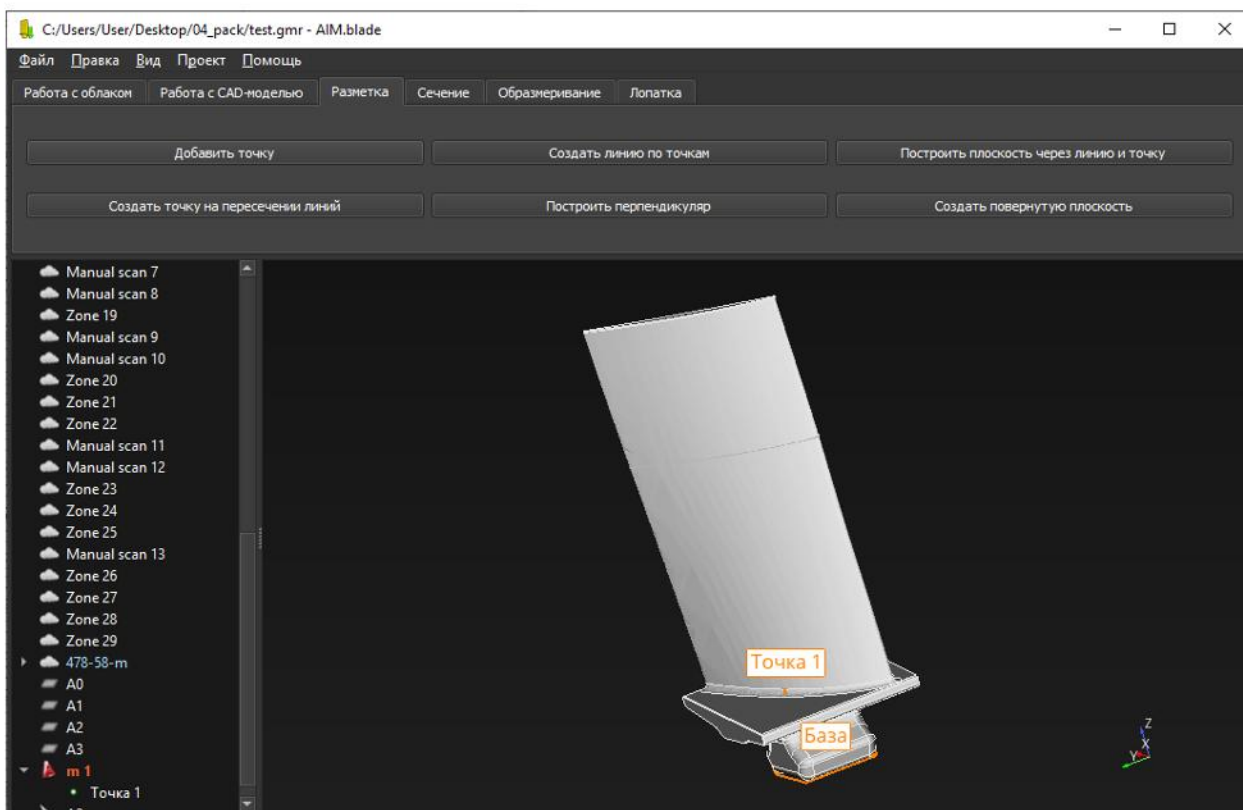 C:/Users/User/Desktop/04_pack/test.gmr - AIM.blade
Файл Правка Вид Проект Помощь
Работа с облаком Работа с CAD-моделью Разметка Сечение Образмеривание Лопатка
Добавить точку Создать линию по точкам Построить плоскость через линию и точку
Создать точку на пересечении линий Построить перпендикуляр Создать повернутую плоскость
Manual scan 7
Manual scan 8
Zone 19
Manual scan 9
Manual scan 10
Zone 20
Zone 21
Zone 22
Manual scan 11
Manual scan 12
Zone 23
Zone 24
Zone 25
Manual scan 13
Zone 26
Zone 27
Zone 28
Zone 29
478-58-m
A0
A1
A2
A3
m 1
Точка 1
Точка 1
База
Z
X
Y